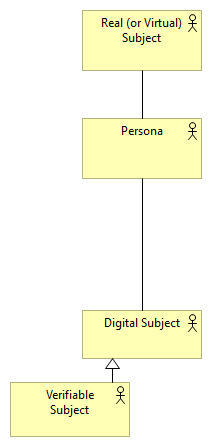 Real (or Virtual)
Subject
Persona
Digital Subject
Verifiable
Subject